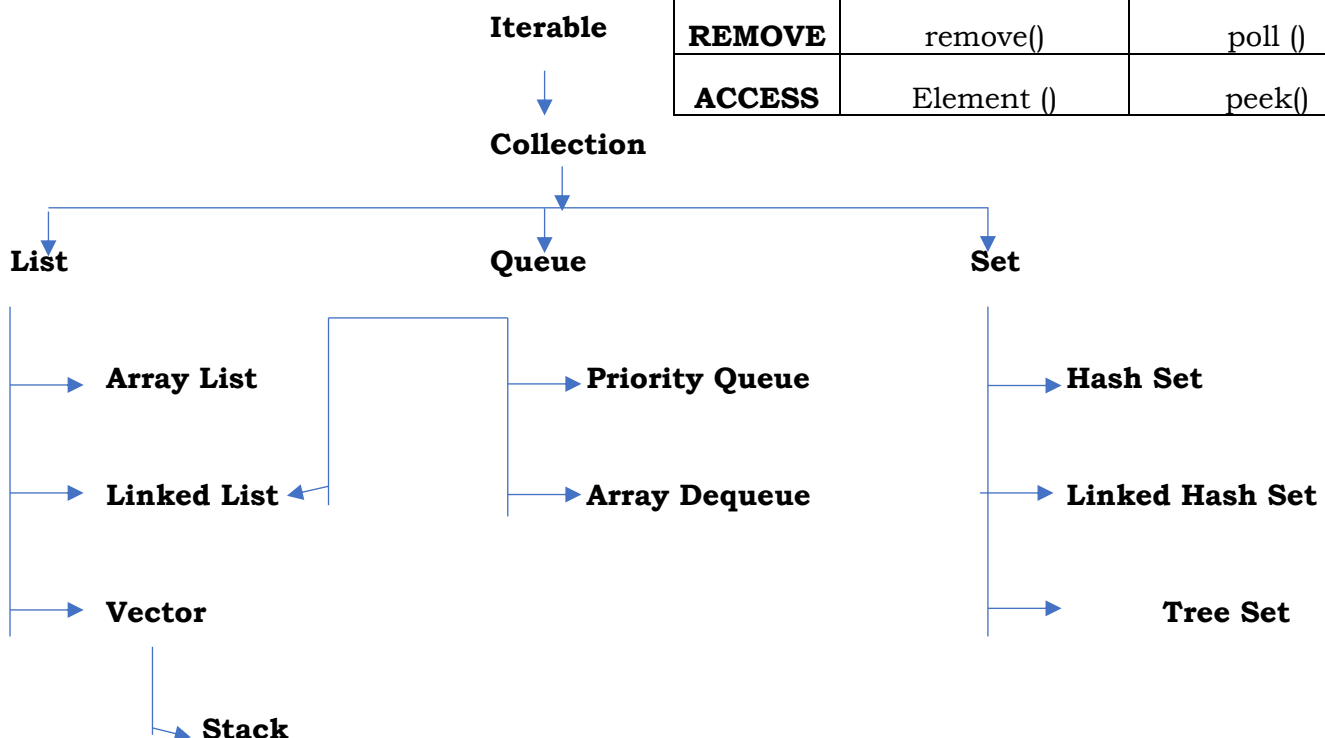 Iterable
REMOVE remove() poll ()
ACCESS Element () peek()
Collection
List Queue Set
Array List Priority Queue Hash Set
Linked List Array Dequeue Linked Hash Set
Vector Tree Set
Stack